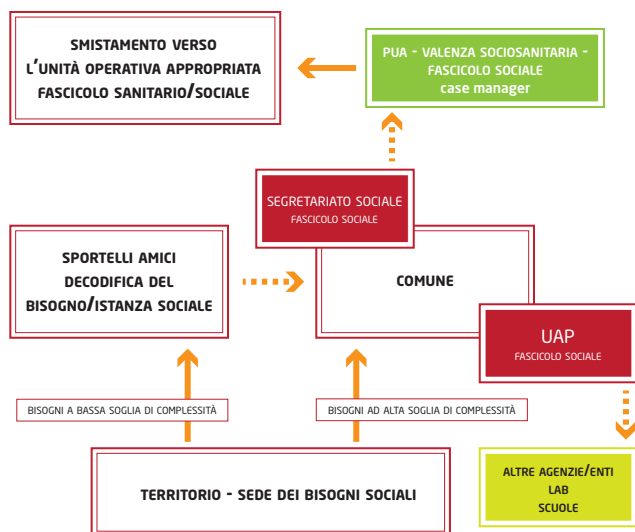 SMISTAMENTO VERSO
L'UNITÀ OPERATIVA APPROPRIATA
FASCICOLO SANITARIO/SOCIALE
PUA - VALENZA SOCIOSANITARIA -
FASCICOLO SOCIALE
case manager
SEGRETARIATO SOCIALE
FASCICOLO SOCIALE
SPORTELLI AMICI
DECODIFICA DEL
BISOGNO/ISTANZA SOCIALE
COMUNE
UAP
FASCICOLO SOCIALE
BISOGNI A BASSA SOGLIA DI COMPLESSITÀ
BISOGNI AD ALTA SOGLIA DI COMPLESSITÀ
TERRITORIO - SEDE DEI BISOGNI SOCIALI
ALTRE AGENZIE/ENTI
LAB
SCUOLE